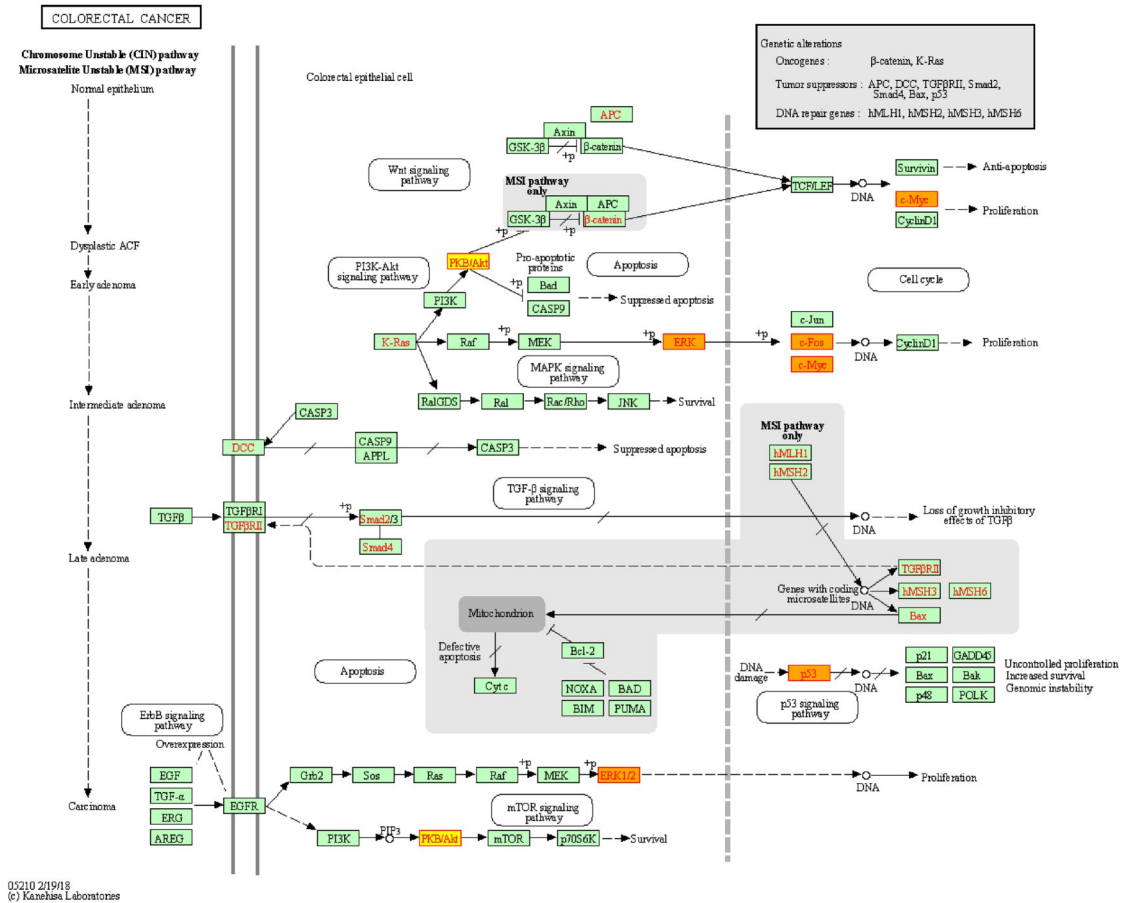 COLORECTAL CANCER
Chromosome Unstable (CIN) pathway
Microsatelite Unstable (MSI) pathway
Normal epithelium
Dysplastic ACF
Early adenoma
Intermediate adenoma
Late adenoma
Carcinoma
Colorectal epithelial cell
Genetic alterations
Oncogenes : β-catenin, K-Ras
Tumor suppressors : APC, DCC, TGFβRII, Smad2,
Smad4, Bax, p53
DNA repair genes : hMLH1, hMSH2, hMSH3, hMSH6
APC
Axin
GSK-3β
+p
β-catenin
Wnt signaling
pathway
MSI pathway
only
Axin
APC
GSK-3β
+p
β-catenin
TCF/LEF
DNA
Survivin
Anti-apoptosis
c-Myc
CyclinD1
Proliferation
+p
PKB/Akt
PI3K-Akt
signaling pathway
Pro-apoptotic
proteins
Apoptosis
Cell cycle
+p
Bad
CASP9
Suppressed apoptosis
PI3K
K-Ras
Raf
+p
MEK
+p
ERK
+p
c-Jun
c-Fos
c-Myc
DNA
CyclinD1
Proliferation
MAPK signaling
pathway
RalGDS
Ral
Rac/Rho
JNK
Survival
CASP3
DCC
CASP9
APPL
CASP3
Suppressed apoptosis
MSI pathway
only
hMLH1
hMSH2
TGF-β signaling
pathway
TGFβ
TGFβRI
TGFβRII
+p
Smad2/3
Smad4
DNA
Loss of growth inhibitory
effects of TGFβ
Genes with coding
microsatellites
DNA
TGFβRII
hMSH3
hMSH6
Bax
Mitochondrion
Defective
apoptosis
Bcl-2
Cyt c
NOXA
BAD
BIM
PUMA
Apoptosis
DNA
damage
p53
DNA
p53 signaling
pathway
p21
GADD45
Bax
Bak
p48
POLK
Uncontrolled proliferation
Increased survival
Genomic instability
ErbB signaling
pathway
Overexpression
EGF
TGF-α
ERG
AREG
EGFR
Grb2
Sos
Ras
Raf
+p
MEK
+p
ERK1/2
DNA
Proliferation
mTOR signaling
pathway
PI3K
PIP3
PKB/Akt
mTOR
p70S6K
Survival
05210 2/19/18
(c) Kanehisa Laboratories